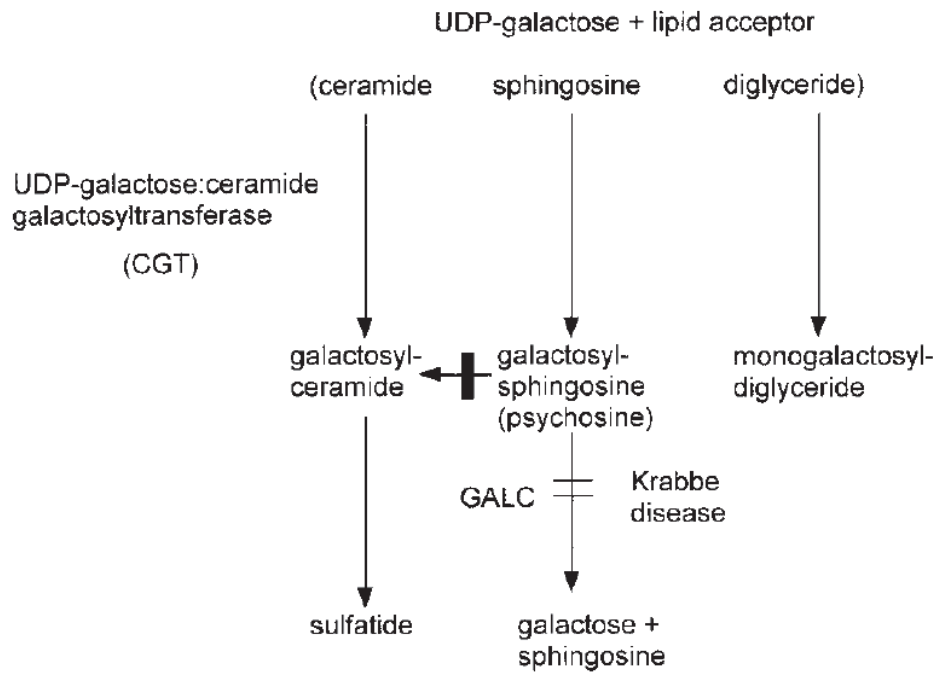 UDP-galactose + lipid acceptor
(ceramide
sphingosine
diglyceride)
UDP-galactose:ceramide
galactosyltransferase
(CGT)
galactosyl-
ceramide
galactosyl-
sphingosine
(psychosine)
monogalactosyl-
diglyceride
GALC
Krabbe
disease
sulfatide
galactose +
sphingosine